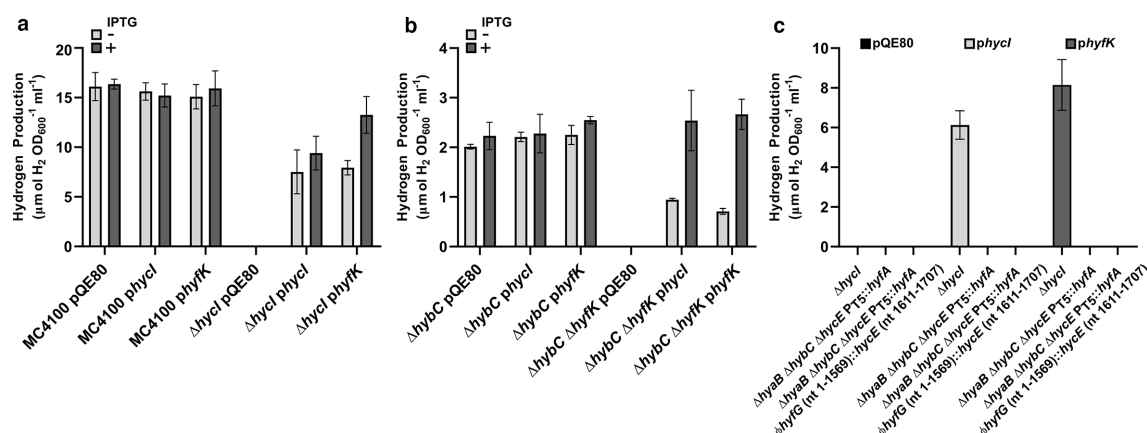 a
IPTG
-
+
Hydrogen Production
(µmol H₂ OD₆₀₀⁻¹ ml⁻¹)
20
15
10
5
0
MC4100 pQE80
MC4100 phycI
MC4100 phyfK
ΔhycI pQE80
ΔhycI phycI
ΔhycI phyfK
b
IPTG
-
+
Hydrogen Production
(µmol H₂ OD₆₀₀⁻¹ ml⁻¹)
4
3
2
1
0
ΔhybC pQE80
ΔhybC phycI
ΔhybC phyfK
ΔhybC ΔhyfK pQE80
ΔhybC ΔhyfK phycI
ΔhybC ΔhyfK phyfK
c
pQE80
phycI
phyfK
Hydrogen Production
(µmol H₂ OD₆₀₀⁻¹ ml⁻¹)
10
8
6
4
2
0
ΔhycI
ΔhyaB ΔhybC ΔhycE PT5::hyfA
ΔhyaB ΔhybC ΔhycE PT5::hyfA
ϕhyfG (nt 1-1569)::hycE (nt 1611-1707)
ΔhycI
ΔhyaB ΔhybC ΔhycE PT5::hyfA
ΔhyaB ΔhybC ΔhycE PT5::hyfA
ϕhyfG (nt 1-1569)::hycE (nt 1611-1707)
ΔhycI
ΔhyaB ΔhybC ΔhycE PT5::hyfA
ΔhyaB ΔhybC ΔhycE PT5::hyfA
ϕhyfG (nt 1-1569)::hycE (nt 1611-1707)